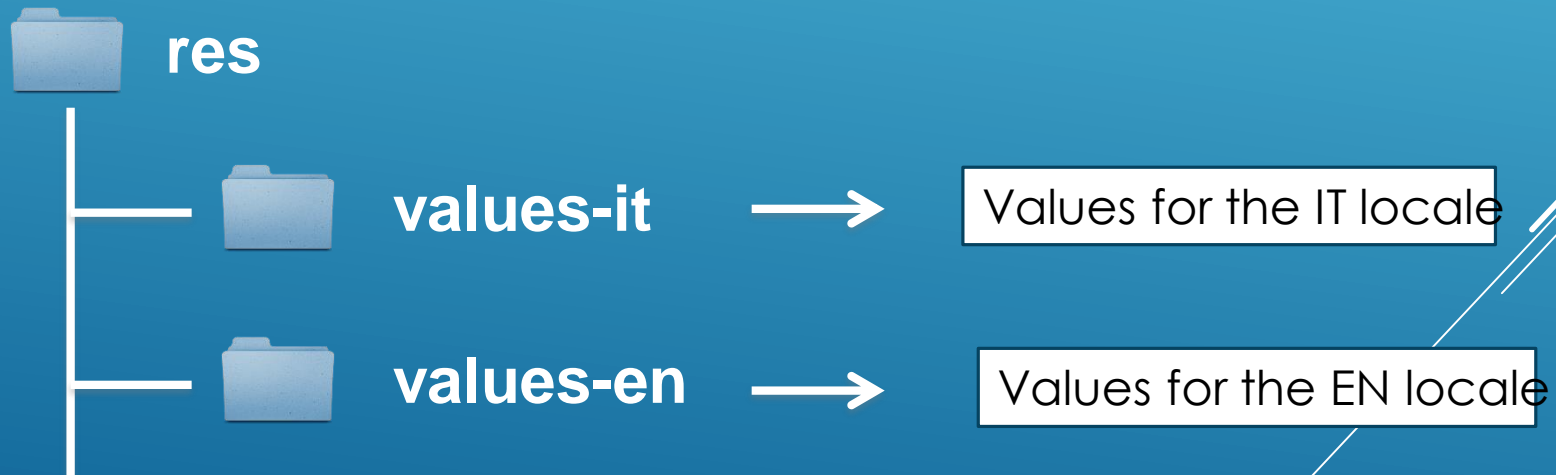 res
values-it
Values for the IT locale
values-en
Values for the EN locale